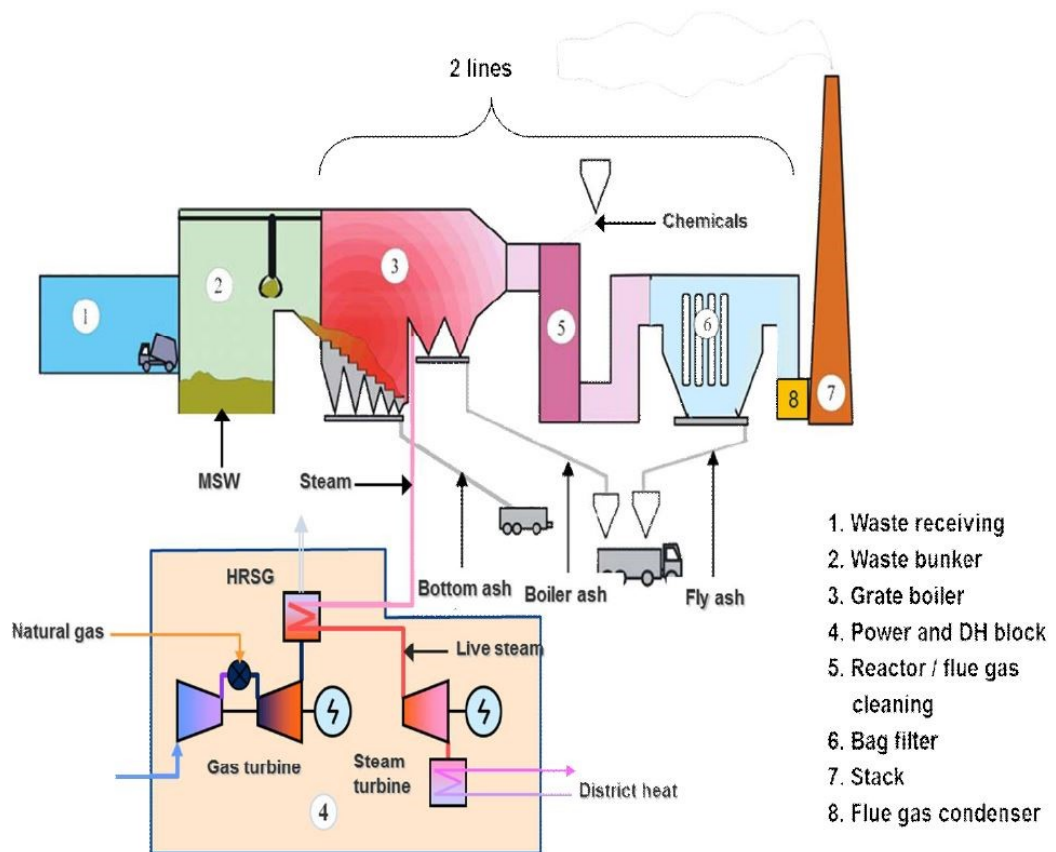 2 lines
Chemicals
1
2
3
5
6
7
8
MSW
Steam
Bottom ash
Boiler ash
Fly ash
HRSG
Natural gas
Live steam
Gas turbine
Steam
turbine
District heat
4
1. Waste receiving
2. Waste bunker
3. Grate boiler
4. Power and DH block
5. Reactor / flue gas
cleaning
6. Bag filter
7. Stack
8. Flue gas condenser